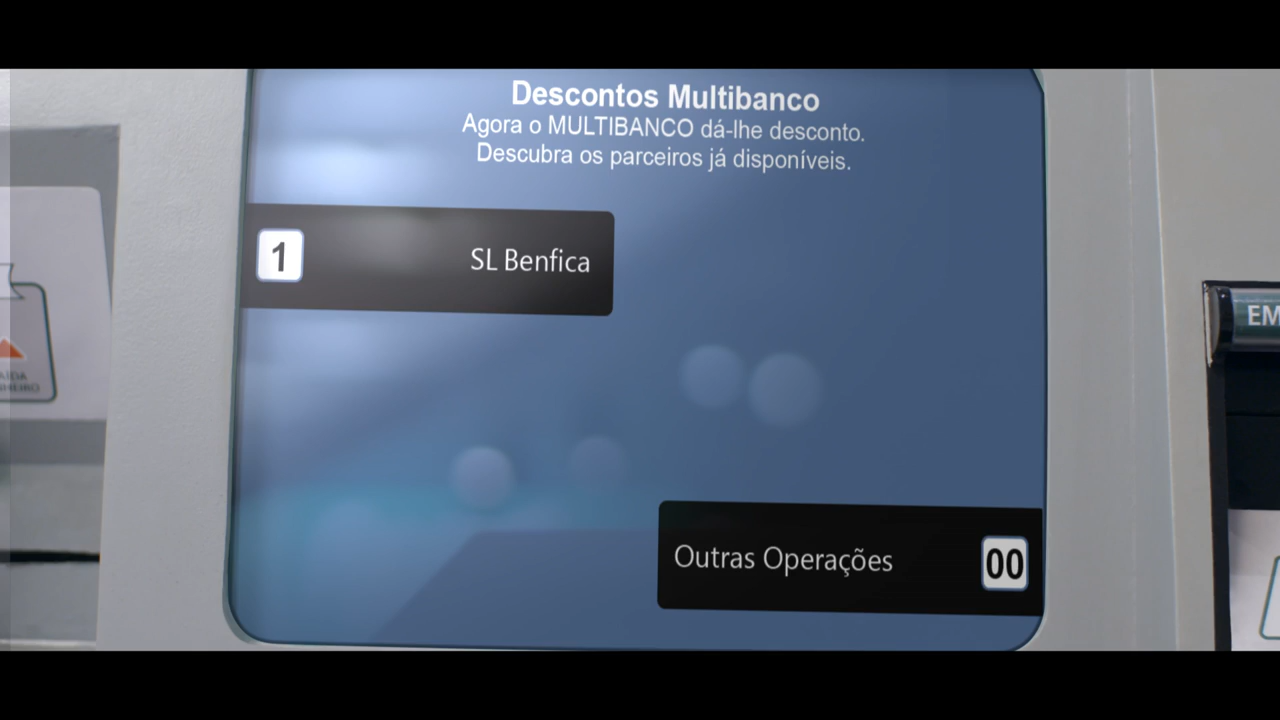 Descontos Multibanco
Agora o MULTIBANCO dá-lhe desconto.
Descubra os parceiros já disponíveis.
1 SL Benfica
EM
Outras Operações 00